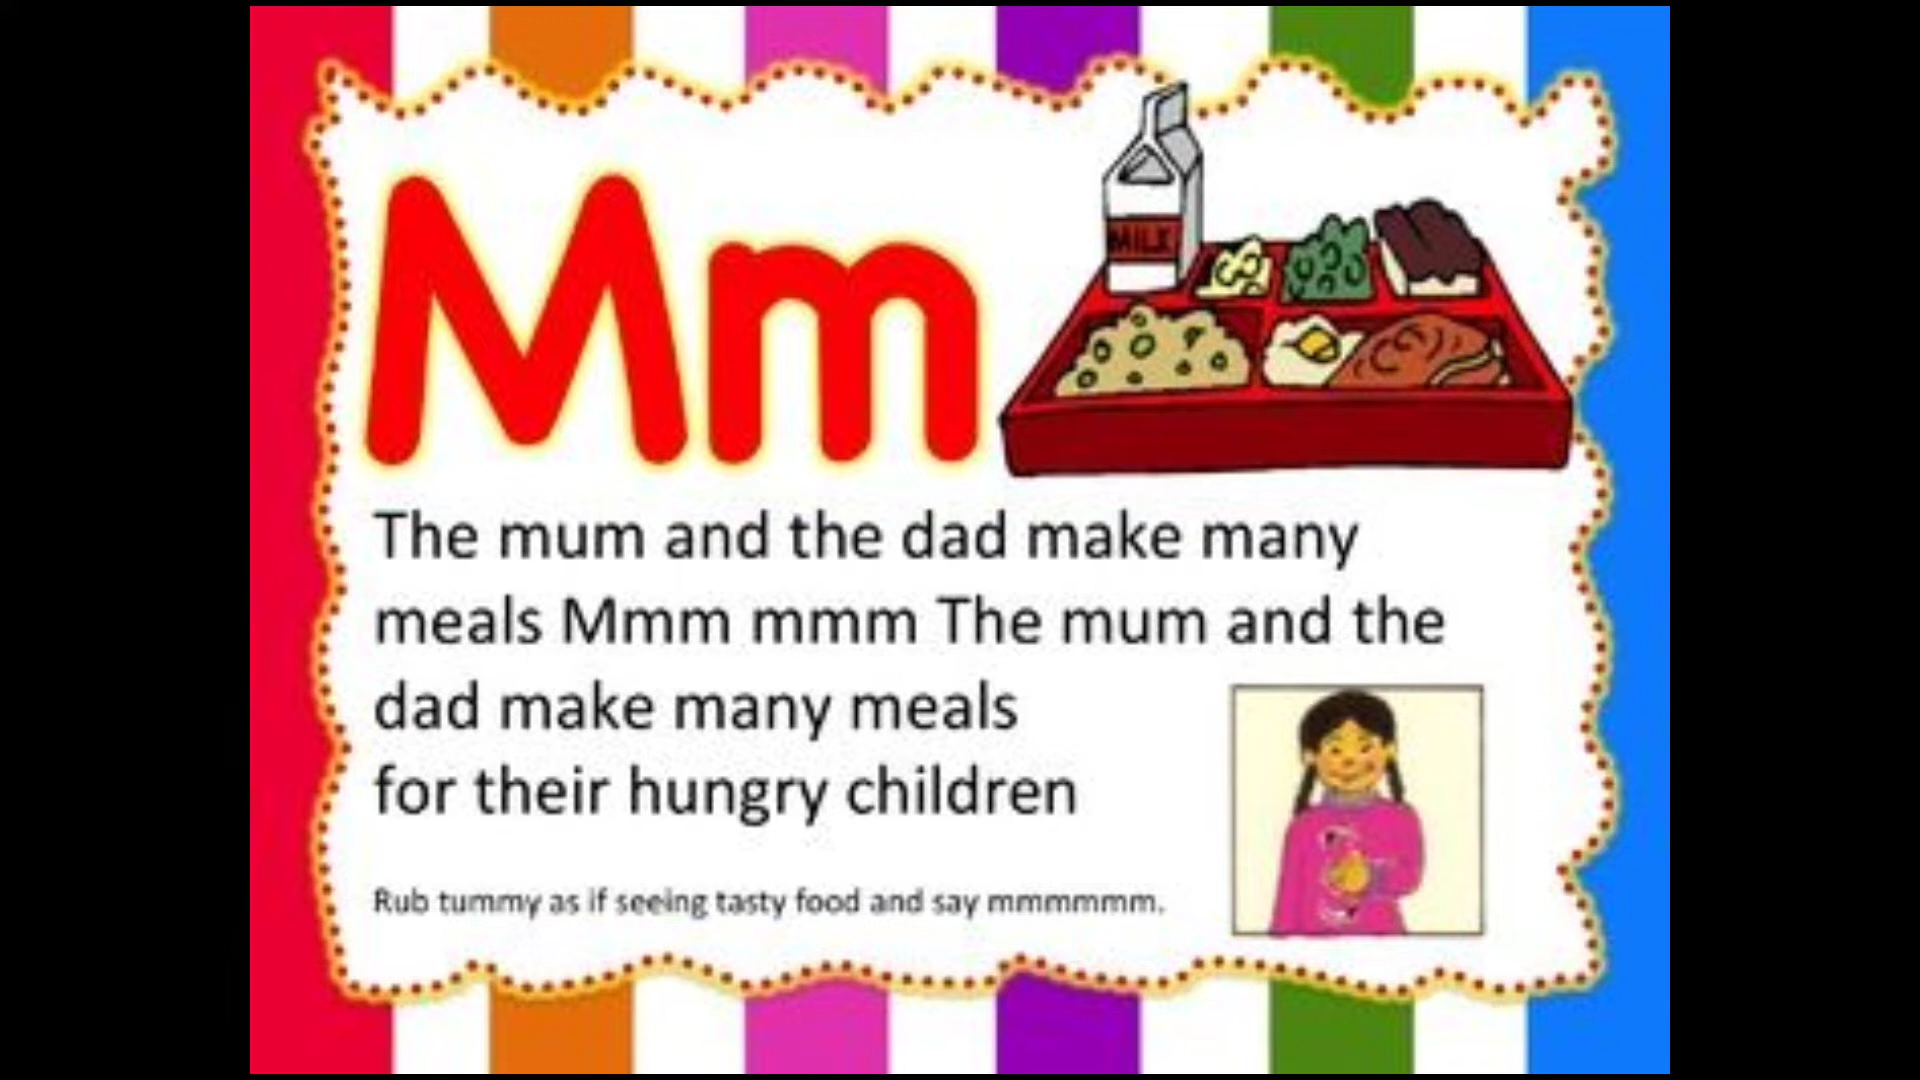 Mm
MILK
The mum and the dad make many
meals Mmm mmm The mum and the
dad make many meals
for their hungry children
Rub tummy as if seeing tasty food and say mmmmmm.